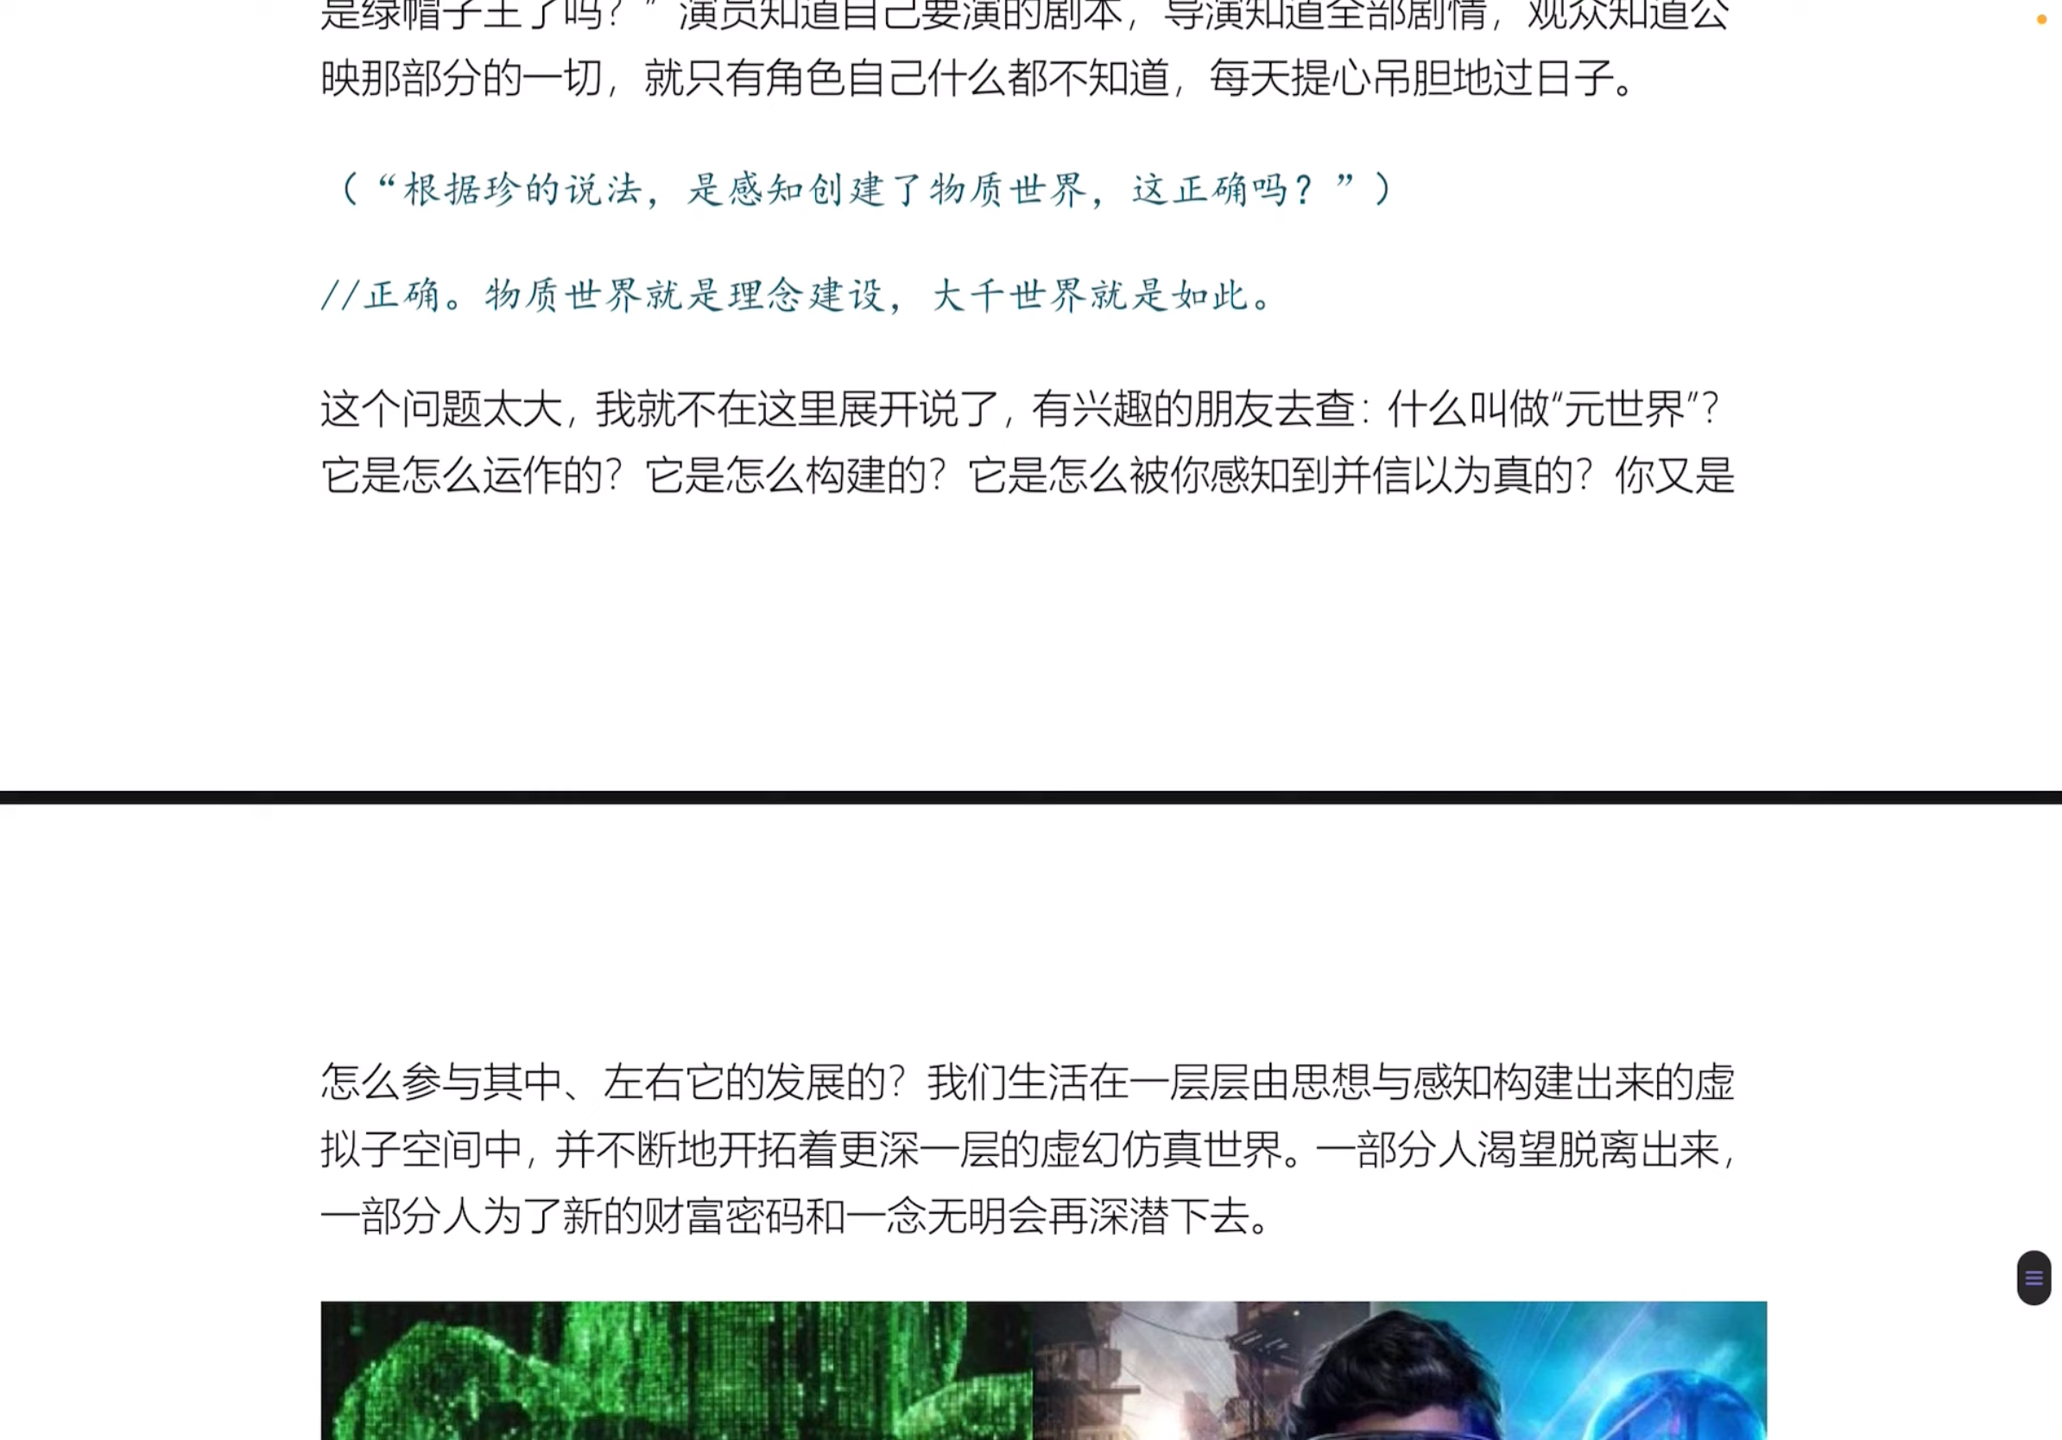 是绿帽子王了吗？”演员知道自己要演的剧本，导演知道全部剧情，观众知道公
映那部分的一切，就只有角色自己什么都不知道，每天提心吊胆地过日子。
（“根据珍的说法，是感知创建了物质世界，这正确吗？”）
//正确。物质世界就是理念建设，大千世界就是如此。
这个问题太大，我就不在这里展开说了，有兴趣的朋友去查：什么叫做“元世界”？
它是怎么运作的？它是怎么构建的？它是怎么被你感知到并信以为真的？你又是
怎么参与其中、左右它的发展的？我们生活在一层层由思想与感知构建出来的虚
拟子空间中，并不断地开拓着更深一层的虚幻仿真世界。一部分人渴望脱离出来，
一部分人为了新的财富密码和一念无明会再深潜下去。